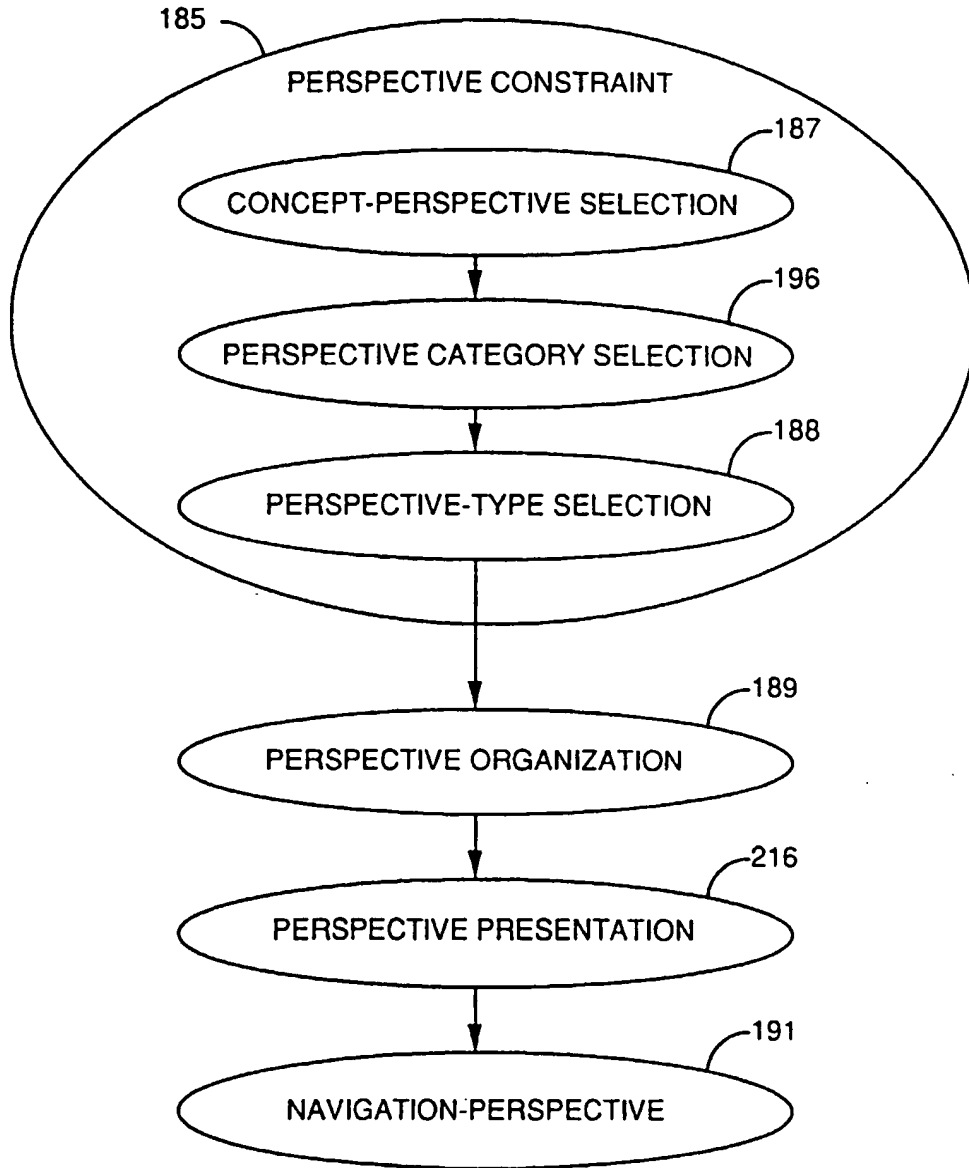 185
PERSPECTIVE CONSTRAINT
187
CONCEPT-PERSPECTIVE SELECTION
196
PERSPECTIVE CATEGORY SELECTION
188
PERSPECTIVE-TYPE SELECTION
189
PERSPECTIVE ORGANIZATION
216
PERSPECTIVE PRESENTATION
191
NAVIGATION-PERSPECTIVE